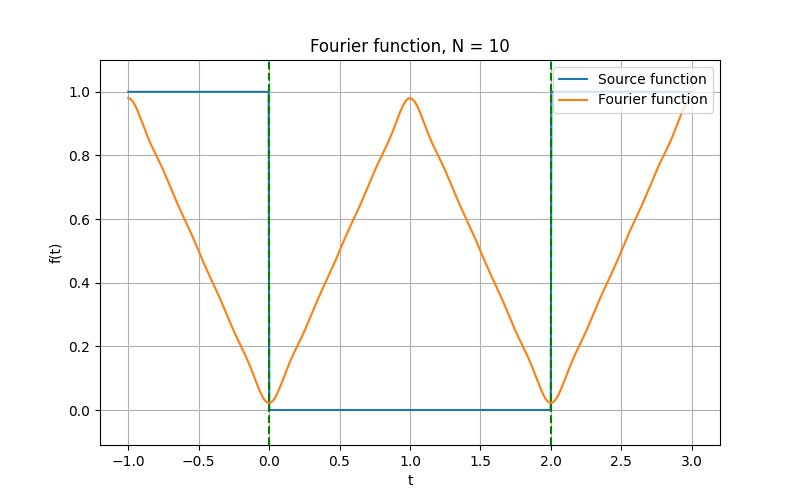 Fourier function, N = 10
Source function
Fourier function
f(t)
1.0
0.8
0.6
0.4
0.2
0.0
−1.0 −0.5 0.0 0.5 1.0 1.5 2.0 2.5 3.0
t